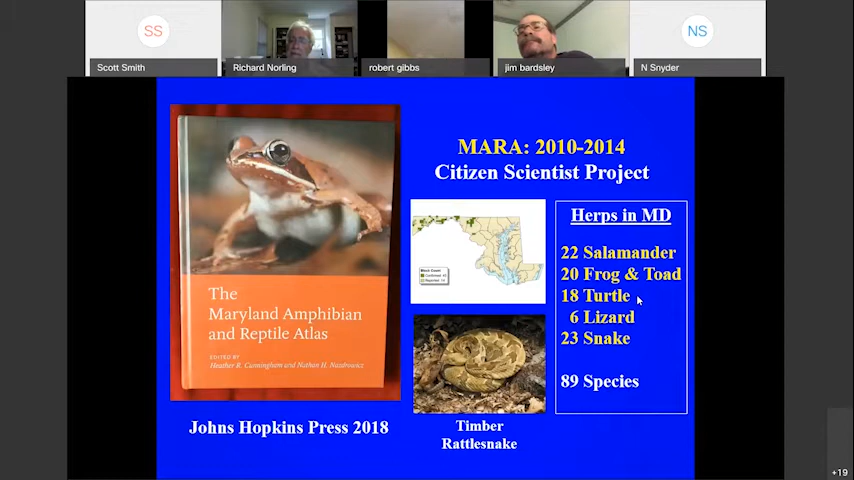 SS
NS
Scott Smith
Richard Norling
robert gibbs
jim bardsley
N Snyder
The
Maryland Amphibian
and Reptile Atlas
EDITED BY
Heather R. Cunningham and Nathan H. Nazdrowicz
Johns Hopkins Press 2018
MARA: 2010-2014
Citizen Scientist Project
Herps in MD
22 Salamander
20 Frog & Toad
18 Turtle
6 Lizard
23 Snake
89 Species
Timber
Rattlesnake
+19